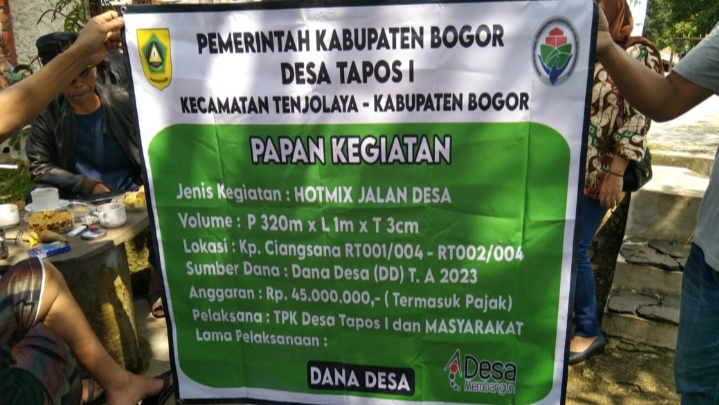 PEMERINTAH KABUPATEN BOGOR
DESA TAPOS I
KECAMATAN TENJOLAYA - KABUPATEN BOGOR
PAPAN KEGIATAN
Jenis Kegiatan : HOTMIX JALAN DESA
Volume : P 320m x L 1m x T 3cm
Lokasi : Kp. Ciangsana RT001/004 - RT002/004
Sumber Dana : Dana Desa (DD) T. A 2023
Anggaran : Rp. 45.000.000,- ( Termasuk Pajak)
Pelaksana : TPK Desa Tapos I dan MASYARAKAT
Lama Pelaksanaan :
DANA DESA
Desa
Membangun